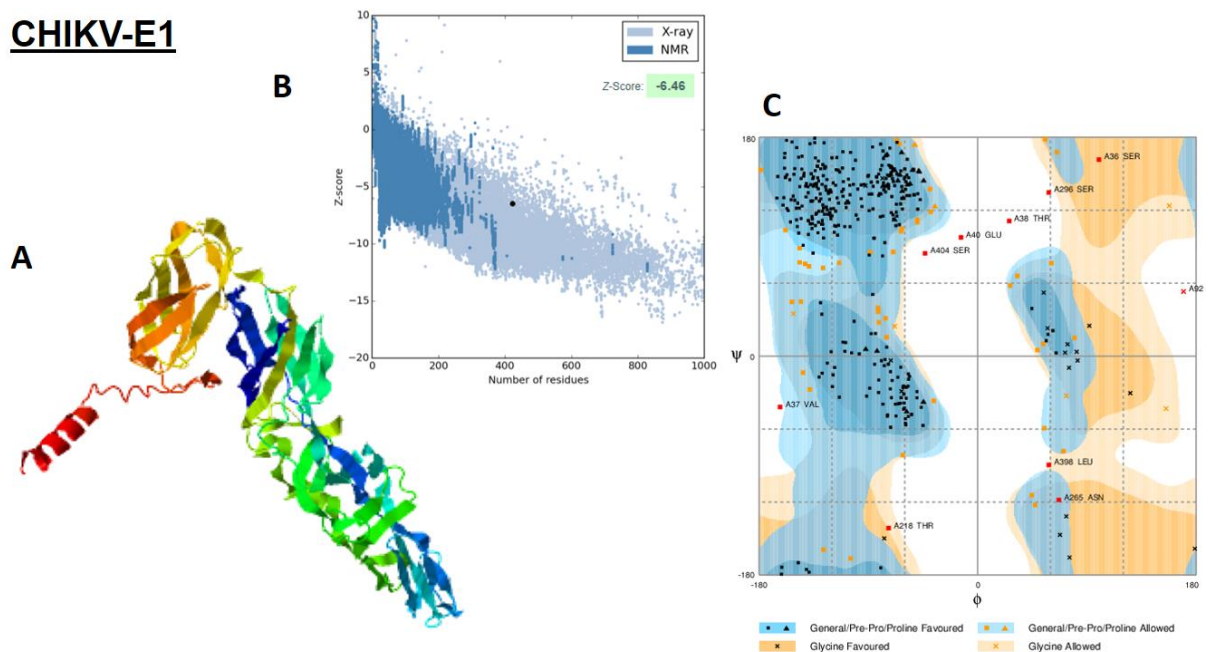 CHIKV-E1
A
B
X-ray
NMR
Z-Score: -6.46
10
5
0
−5
−10
−15
−20
Z-score
0 200 400 600 800 1000
Number of residues
C
180
0
-180
Ψ
A36 SER
A296 SER
A38 THR
A40 GLU
A404 SER
A92
A37 VAL
A398 LEU
A265 ASN
A218 THR
-180 0 180
ϕ
General/Pre-Pro/Proline Favoured
General/Pre-Pro/Proline Allowed
Glycine Favoured
Glycine Allowed